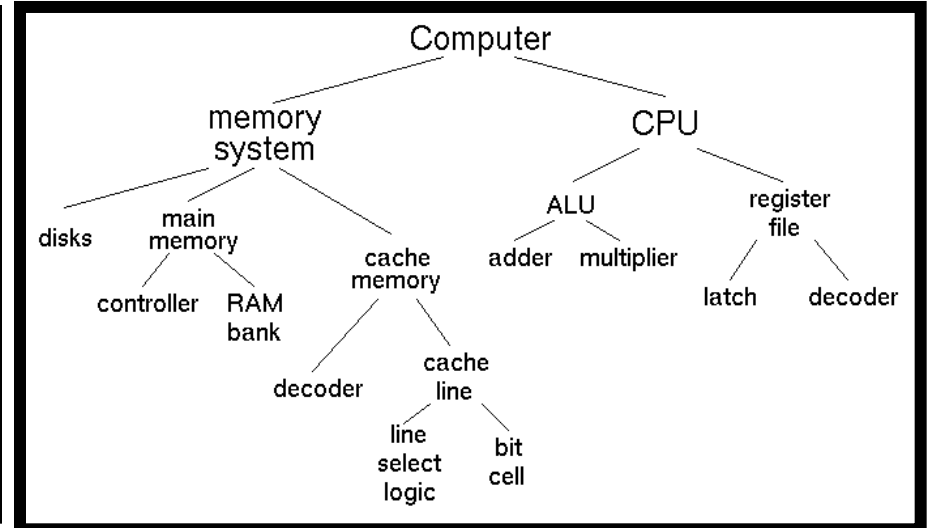 Computer
memory
system
CPU
disks
main
memory
controller
RAM
bank
cache
memory
decoder
cache
line
line
select
logic
bit
cell
ALU
adder
multiplier
register
file
latch
decoder